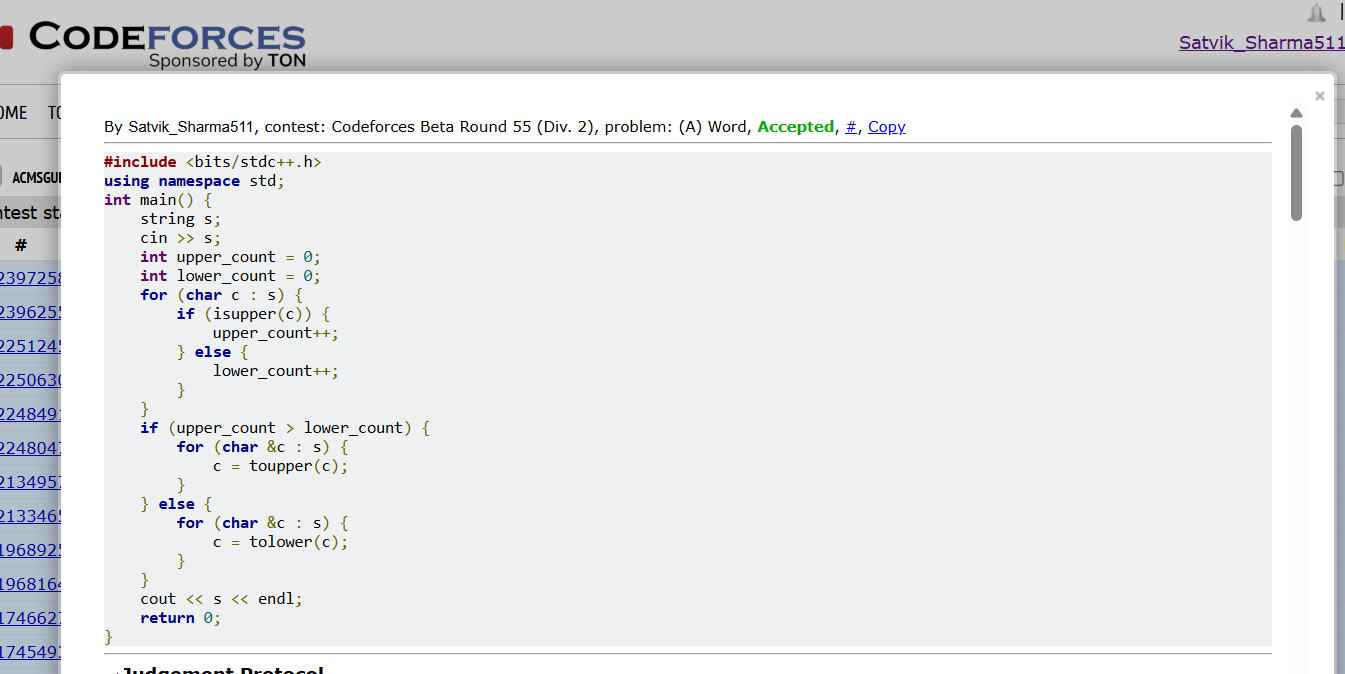 CODEFORCES
Sponsored by TON
Satvik_Sharma511
By Satvik_Sharma511, contest: Codeforces Beta Round 55 (Div. 2), problem: (A) Word, Accepted, #, Copy
#include <bits/stdc++.h>
using namespace std;
int main() {
    string s;
    cin >> s;
    int upper_count = 0;
    int lower_count = 0;
    for (char c : s) {
        if (isupper(c)) {
            upper_count++;
        } else {
            lower_count++;
        }
    }
    if (upper_count > lower_count) {
        for (char &c : s) {
            c = toupper(c);
        }
    } else {
        for (char &c : s) {
            c = tolower(c);
        }
    }
    cout << s << endl;
    return 0;
}
Judgement Protocol
OME TO
ACMSGU
ntest sta
#
2397258
2396255
2251245
2250630
224849
2248047
2134957
2133465
1968925
1968164
1746627
1745493